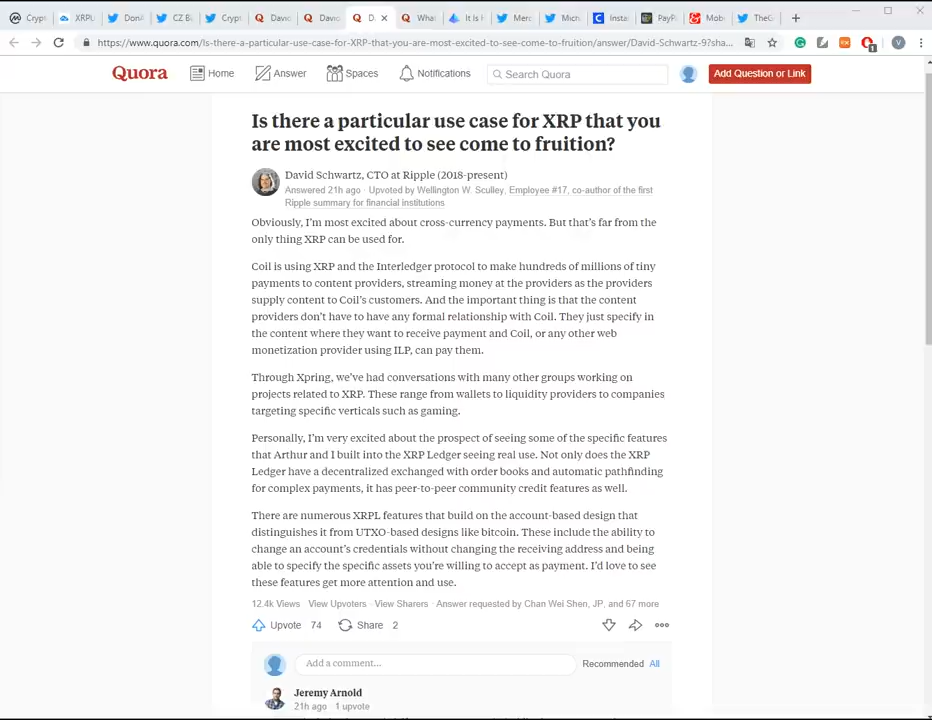 Crypt
XRPL
Doni
CZ Bi
Crypt
David
David
D.
Wha
It Is I
Merc
Mich
Insta
PayP
Mob
TheG
https://www.quora.com/Is-there-a-particular-use-case-for-XRP-that-you-are-most-excited-to-see-come-to-fruition/answer/David-Schwartz-9?sha...
1
V
Quora
Home
Answer
Spaces
Notifications
Search Quora
Add Question or Link
Is there a particular use case for XRP that you
are most excited to see come to fruition?
David Schwartz, CTO at Ripple (2018-present)
Answered 21h ago · Upvoted by Wellington W. Sculley, Employee #17, co-author of the first
Ripple summary for financial institutions
Obviously, I'm most excited about cross-currency payments. But that's far from the
only thing XRP can be used for.
Coil is using XRP and the Interledger protocol to make hundreds of millions of tiny
payments to content providers, streaming money at the providers as the providers
supply content to Coil's customers. And the important thing is that the content
providers don't have to have any formal relationship with Coil. They just specify in
the content where they want to receive payment and Coil, or any other web
monetization provider using ILP, can pay them.
Through Xpring, we've had conversations with many other groups working on
projects related to XRP. These range from wallets to liquidity providers to companies
targeting specific verticals such as gaming.
Personally, I'm very excited about the prospect of seeing some of the specific features
that Arthur and I built into the XRP Ledger seeing real use. Not only does the XRP
Ledger have a decentralized exchanged with order books and automatic pathfinding
for complex payments, it has peer-to-peer community credit features as well.
There are numerous XRPL features that build on the account-based design that
distinguishes it from UTXO-based designs like bitcoin. These include the ability to
change an account's credentials without changing the receiving address and being
able to specify the specific assets you're willing to accept as payment. I'd love to see
these features get more attention and use.
12.4k Views · View Upvoters · View Sharers · Answer requested by Chan Wei Shen, JP, and 67 more
Upvote 74 Share 2
Add a comment...
Recommended All
Jeremy Arnold
21h ago · 1 upvote